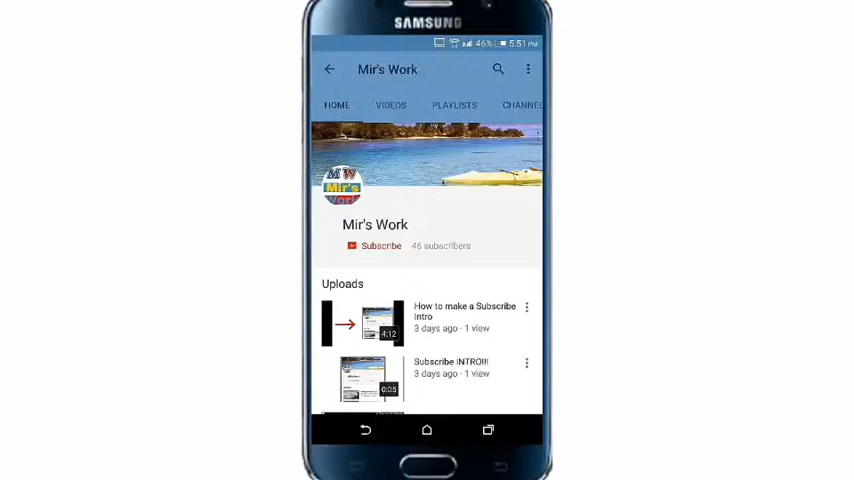 SAMSUNG
46% 5:51 PM
Mir's Work
HOME VIDEOS PLAYLISTS CHANNEL
M W
Mir's
Work
Mir's Work
Subscribe 46 subscribers
Uploads
How to make a Subscribe
Intro
3 days ago · 1 view
4:12
Subscribe INTRO!!!
3 days ago · 1 view
0:05